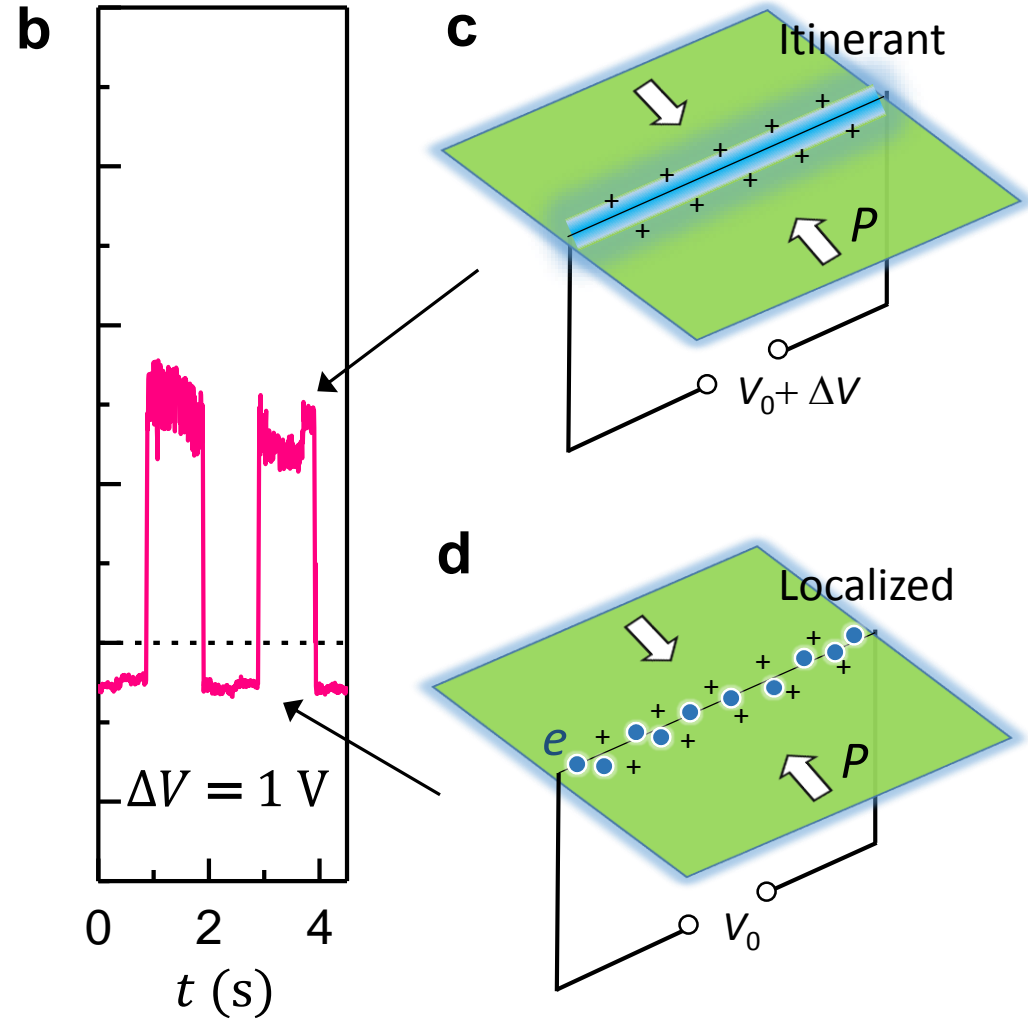 b
ΔV = 1 V
0 2 4
t (s)
c
Itinerant
+ + + + +
+ + + + +
P
V₀+ ΔV
d
Localized
e
+ + + + +
+ + + + +
P
V₀